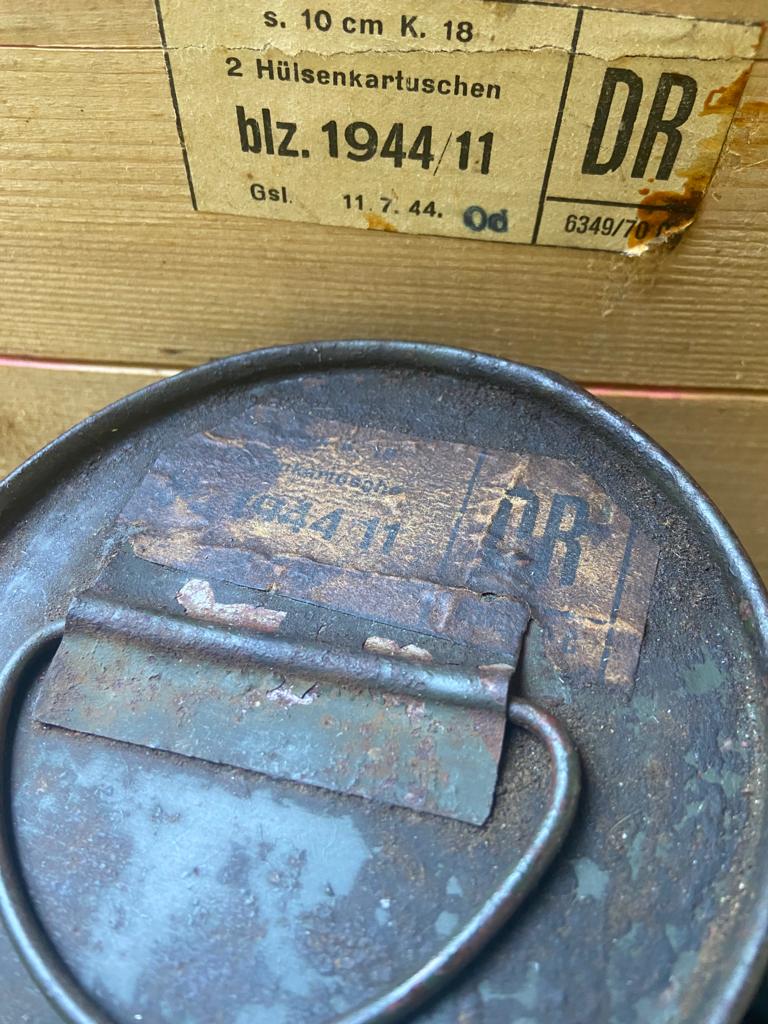 s. 10 cm K. 18
2 Hülsenkartuschen
blz. 1944/11
DR
Gsl. 11.7.44. Od
6349/70
1944/11
DR